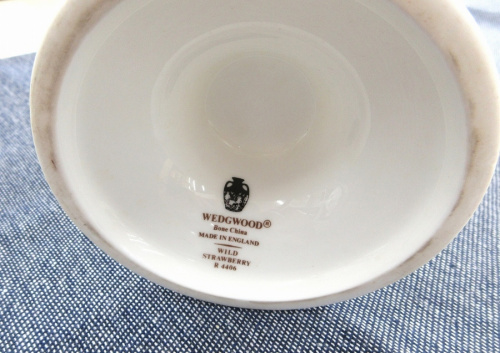 WEDGWOOD®
Bone China
MADE IN ENGLAND
WILD
STRAWBERRY
R 4406